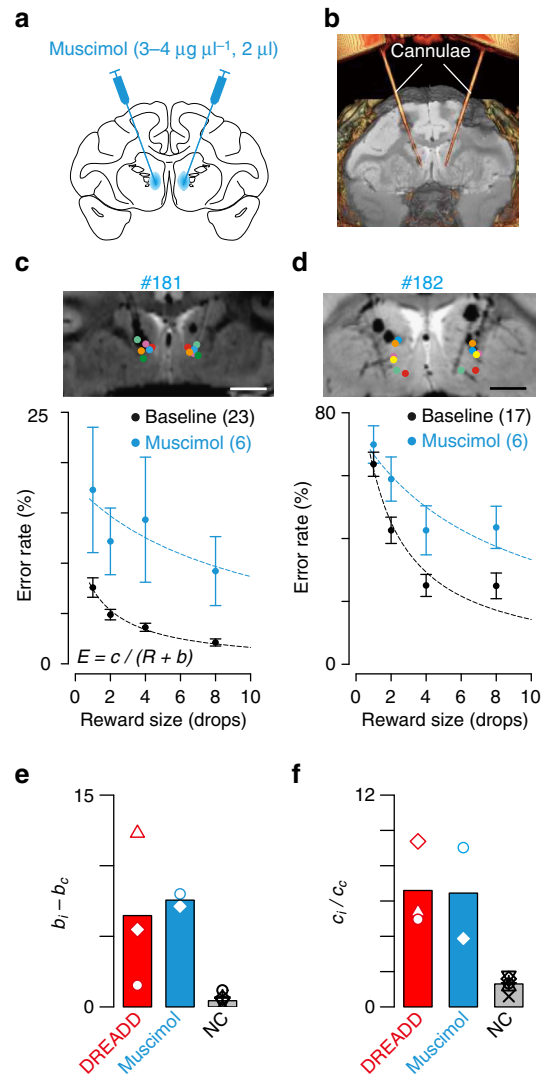 a
Muscimol (3–4 μg μl⁻¹, 2 μl)
b
Cannulae
c
#181
25
Baseline (23)
Muscimol (6)
Error rate (%)
0
E = c / (R + b)
0 2 4 6 8 10
Reward size (drops)
d
#182
80
Baseline (17)
Muscimol (6)
Error rate (%)
0
0 2 4 6 8 10
Reward size (drops)
e
15
bᵢ – b_c
0
DREADD
Muscimol
NC
f
12
cᵢ / c_c
0
DREADD
Muscimol
NC